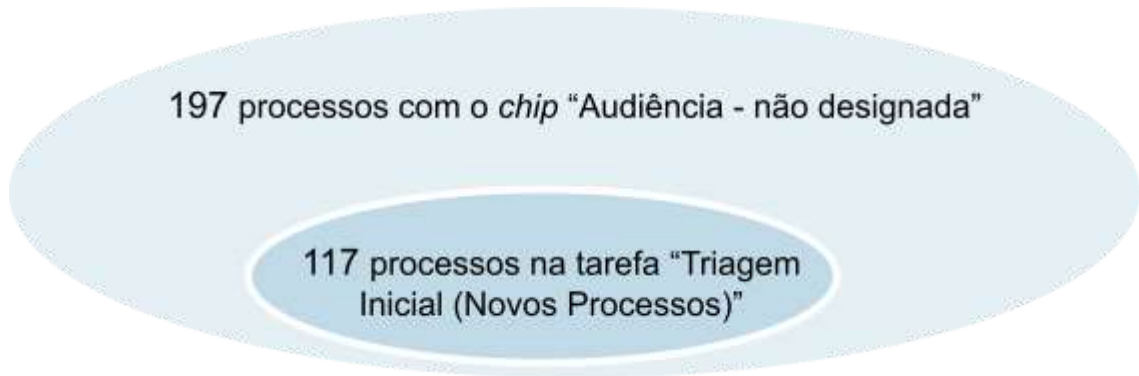 197 processos com o chip “Audiência - não designada”
117 processos na tarefa “Triagem
Inicial (Novos Processos)”